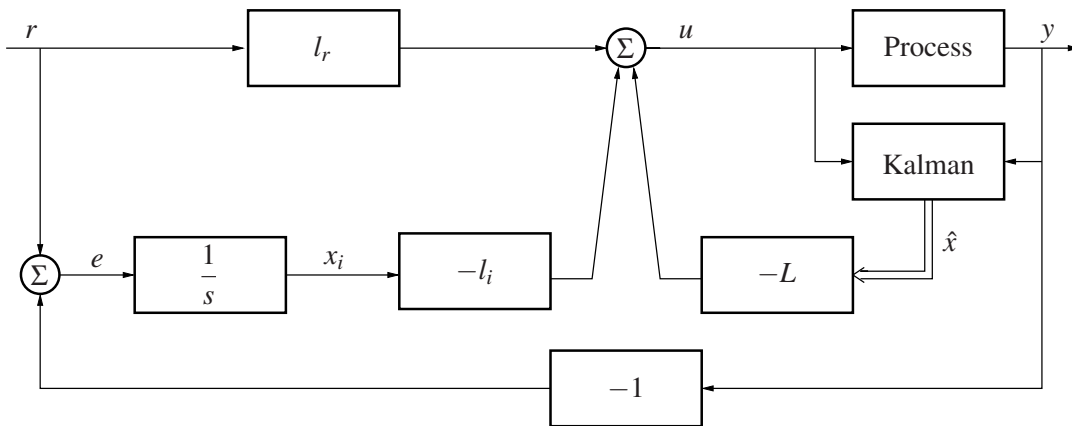 r
l_r
Σ
u
Process
y
Kalman
x̂
Σ
e
1
s
x_i
−l_i
−L
−1